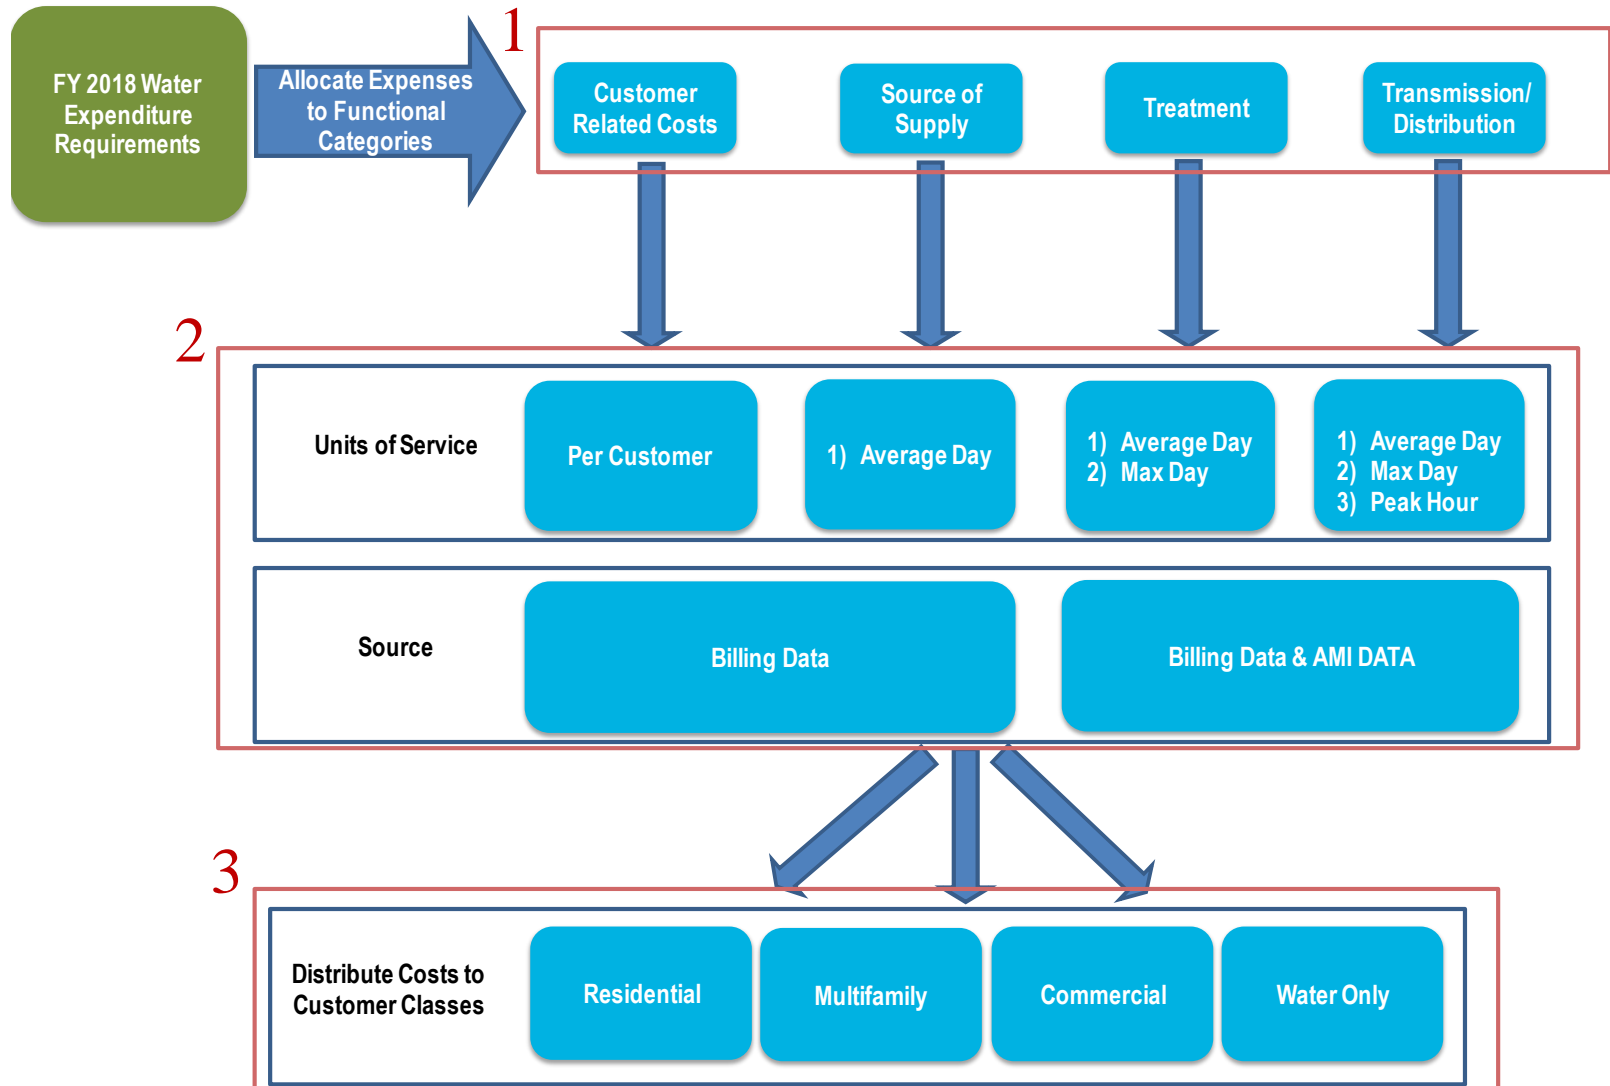 FY 2018 Water
Expenditure
Requirements
Allocate Expenses
to Functional
Categories
1
Customer
Related Costs
Source of
Supply
Treatment
Transmission/
Distribution
2
Units of Service
Per Customer
1) Average Day
1) Average Day
2) Max Day
1) Average Day
2) Max Day
3) Peak Hour
Source
Billing Data
Billing Data & AMI DATA
3
Distribute Costs to
Customer Classes
Residential
Multifamily
Commercial
Water Only